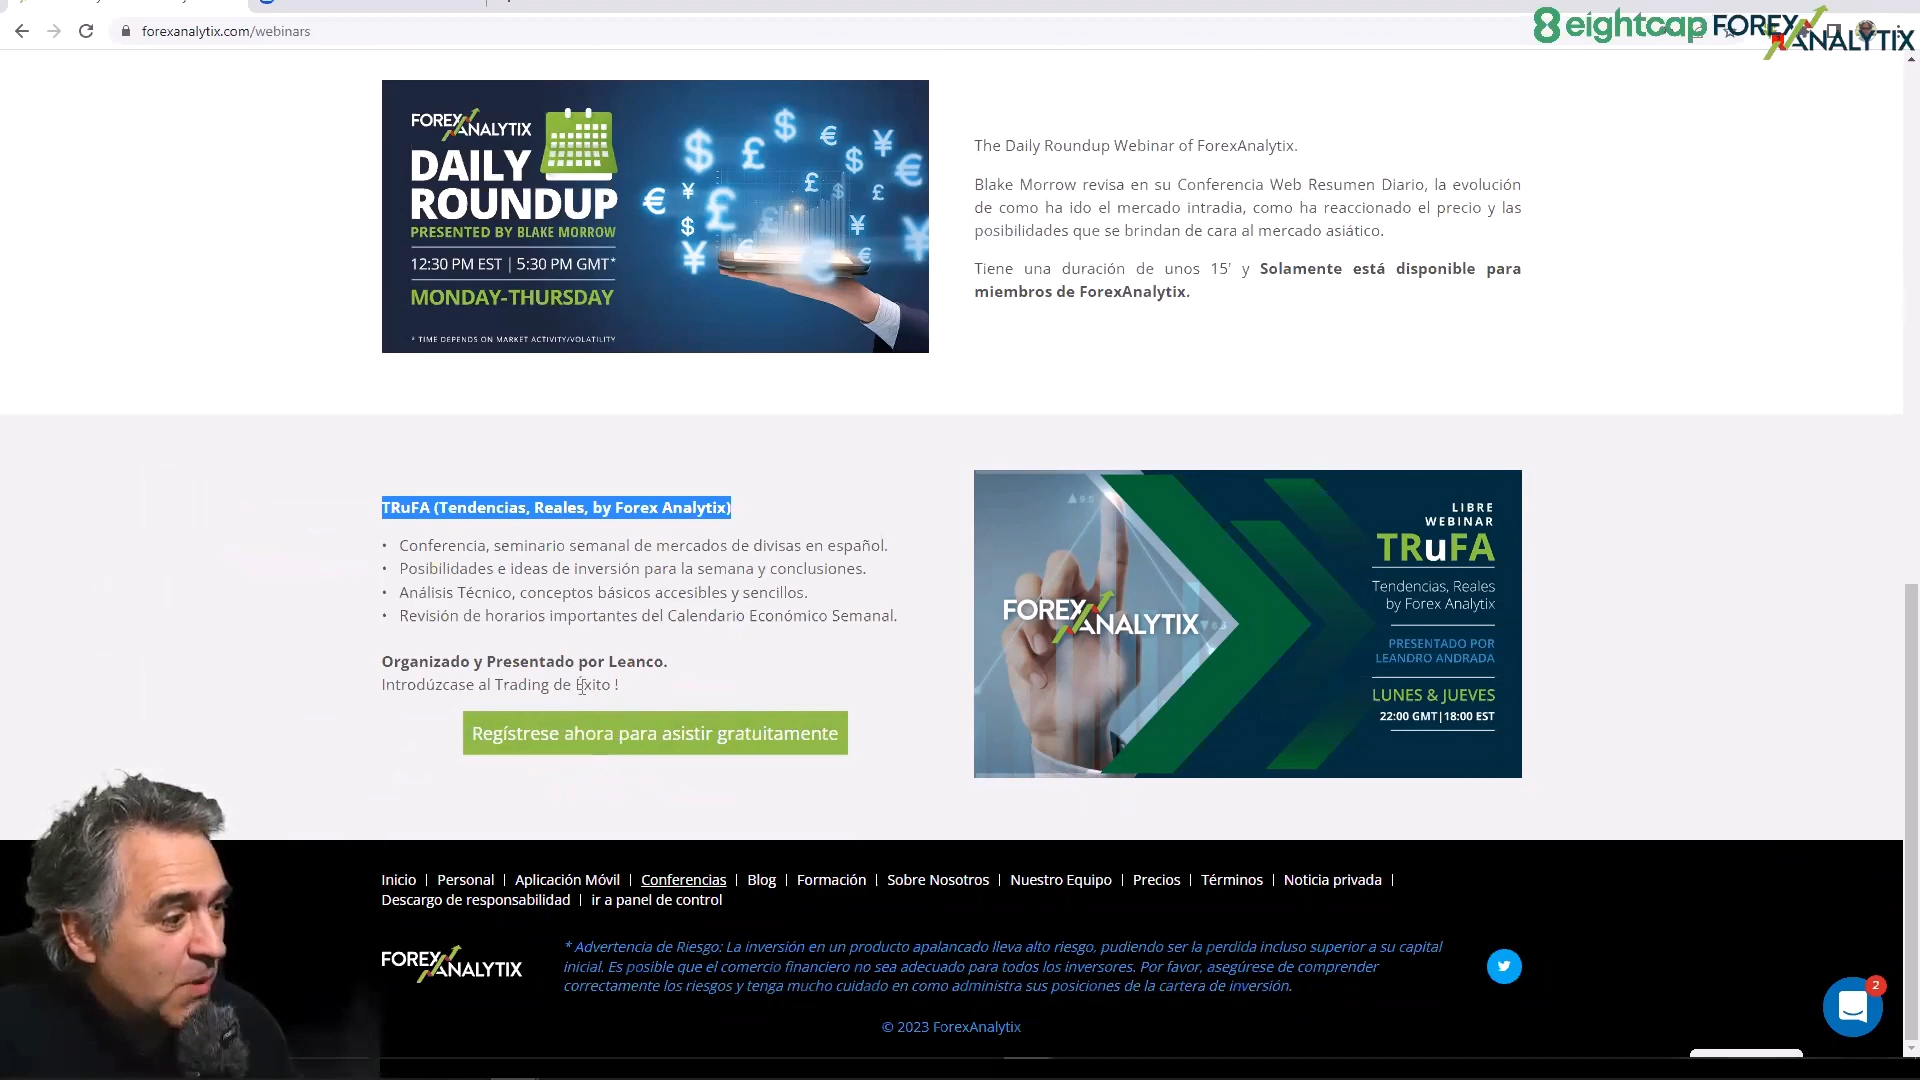 forexanalytix.com/webinars
eightcap FOREX ANALYTIX
FOREX ANALYTIX
DAILY
ROUNDUP
PRESENTED BY BLAKE MORROW
12:30 PM EST | 5:30 PM GMT*
MONDAY-THURSDAY
* TIME DEPENDS ON MARKET ACTIVITY/VOLATILITY
The Daily Roundup Webinar of ForexAnalytix.
Blake Morrow revisa en su Conferencia Web Resumen Diario, la evolución
de como ha ido el mercado intradia, como ha reaccionado el precio y las
posibilidades que se brindan de cara al mercado asiático.
Tiene una duración de unos 15' y Solamente está disponible para
miembros de ForexAnalytix.
TRuFA (Tendencias, Reales, by Forex Analytix)
• Conferencia, seminario semanal de mercados de divisas en español.
• Posibilidades e ideas de inversión para la semana y conclusiones.
• Análisis Técnico, conceptos básicos accesibles y sencillos.
• Revisión de horarios importantes del Calendario Económico Semanal.
Organizado y Presentado por Leanco.
Introdúzcase al Trading de Éxito !
Regístrese ahora para asistir gratuitamente
FOREX ANALYTIX
LIBRE
WEBINAR
TRuFA
Tendencias, Reales
by Forex Analytix
PRESENTADO POR
LEANDRO ANDRADA
LUNES & JUEVES
22:00 GMT|18:00 EST
Inicio | Personal | Aplicación Móvil | Conferencias | Blog | Formación | Sobre Nosotros | Nuestro Equipo | Precios | Términos | Noticia privada |
Descargo de responsabilidad | ir a panel de control
FOREX ANALYTIX
* Advertencia de Riesgo: La inversión en un producto apalancado lleva alto riesgo, pudiendo ser la perdida incluso superior a su capital
inicial. Es posible que el comercio financiero no sea adecuado para todos los inversores. Por favor, asegúrese de comprender
correctamente los riesgos y tenga mucho cuidado en como administra sus posiciones de la cartera de inversión.
2
© 2023 ForexAnalytix